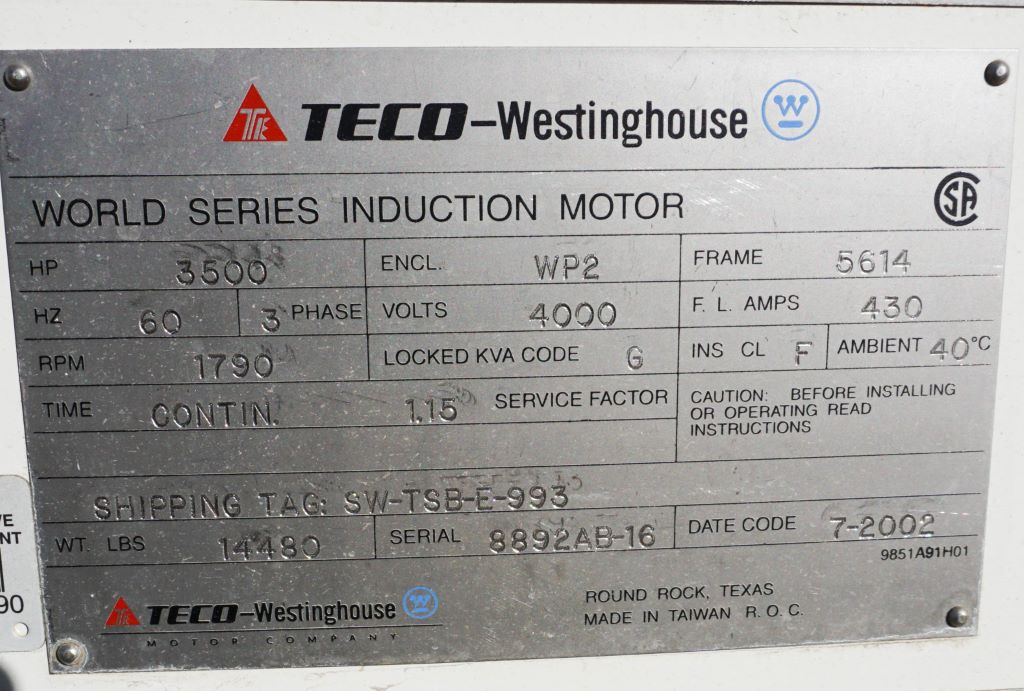 TECO-Westinghouse W
WORLD SERIES INDUCTION MOTOR SA
HP 3500 ENCL. WP2 FRAME 5614
HZ 60 3 PHASE VOLTS 4000 F. L. AMPS 430
RPM 1790 LOCKED KVA CODE G INS CL F AMBIENT 40°C
TIME CONTIN. 1.15 SERVICE FACTOR
CAUTION: BEFORE INSTALLING
OR OPERATING READ
INSTRUCTIONS
SHIPPING TAG: SW-TSB-E-993
WT. LBS 14480 SERIAL 8892AB-16 DATE CODE 7-2002
9851A91H01
TECO-Westinghouse W
MOTOR COMPANY
ROUND ROCK, TEXAS
MADE IN TAIWAN R.O.C.
90